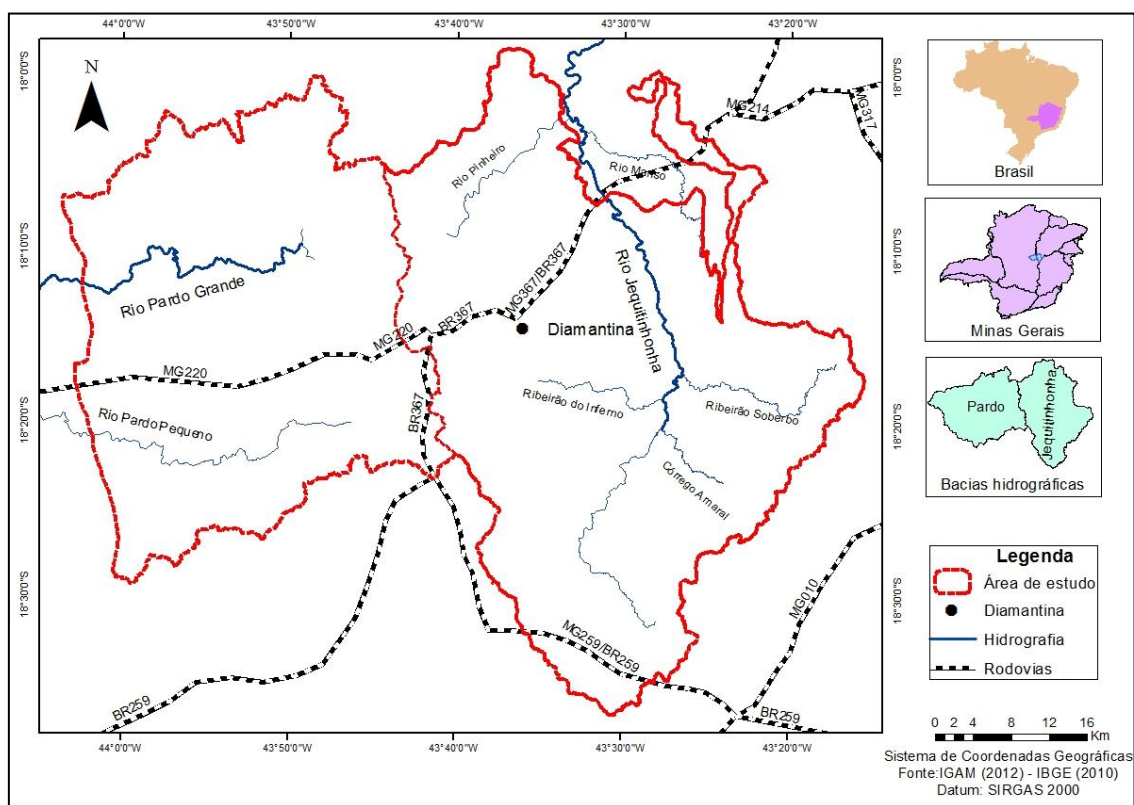 44°0'0"W
43°50'0"W
43°40'0"W
43°30'0"W
43°20'0"W
18°0'0"S
18°10'0"S
18°20'0"S
18°30'0"S
N
MG214
MG317
Rio Pinheiro
Rio Manso
MG367/BR367
Rio Jequitinhonha
Rio Pardo Grande
BR367
MG220
Diamantina
MG220
BR367
Ribeirão do Inferno
Ribeirão Soberbo
Rio Pardo Pequeno
Córrego Amaral
MG010
MG259/BR259
BR259
BR259
18°0'0"S
18°10'0"S
18°20'0"S
18°30'0"S
44°0'0"W
43°50'0"W
43°40'0"W
43°30'0"W
43°20'0"W
Brasil
Minas Gerais
Pardo
Jequitinhonha
Bacias hidrográficas
Legenda
Área de estudo
Diamantina
Hidrografia
Rodovias
0 2 4 8 12 16
Km
Sistema de Coordenadas Geográficas
Fonte:IGAM (2012) - IBGE (2010)
Datum: SIRGAS 2000